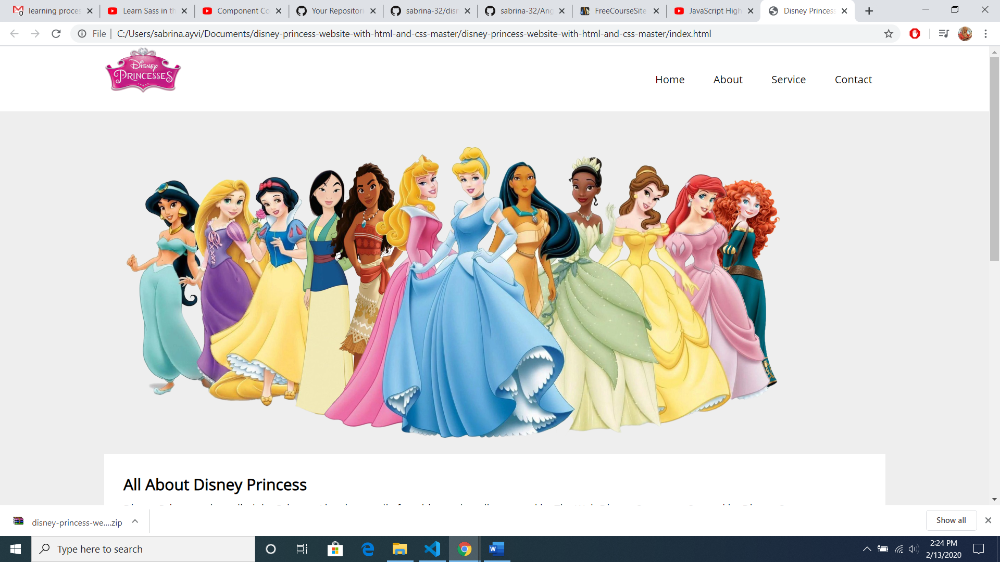 learning proces
Learn Sass in th
Component Co
Your Repositori
sabrina-32/disn
sabrina-32/Ang
FreeCourseSite
JavaScript High
Disney Princess
File | C:/Users/sabrina.ayvi/Documents/disney-princess-website-with-html-and-css-master/disney-princess-website-with-html-and-css-master/index.html
Disney
PRINCESSES
Home About Service Contact
All About Disney Princess
disney-princess-we....zip
Show all
Type here to search
2:24 PM
2/13/2020